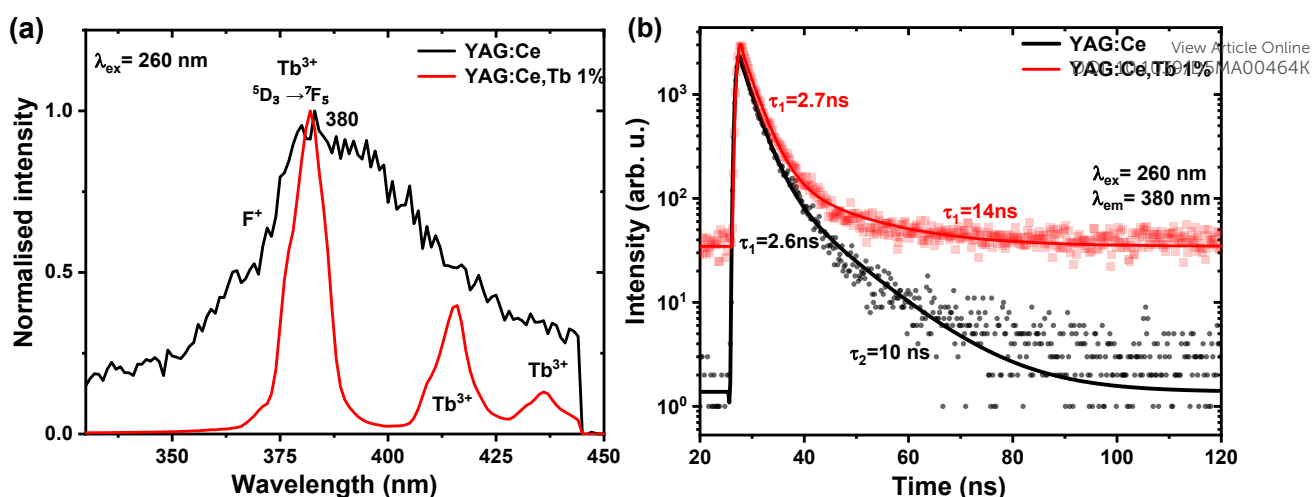 (a)
λex= 260 nm
YAG:Ce
YAG:Ce,Tb 1%
Tb³⁺
⁵D₃ →⁷F₅
380
F⁺
Tb³⁺
Tb³⁺
1.0
0.5
0.0
Normalised intensity
350
375
400
425
450
Wavelength (nm)
(b)
YAG:Ce
YAG:Ce,Tb 1%
View Article Online
τ₁=2.7ns
λex= 260 nm
λem= 380 nm
τ₁=14ns
τ₁=2.6ns
τ₂=10 ns
10³
10²
10¹
10⁰
Intensity (arb. u.)
20
40
60
80
100
120
Time (ns)